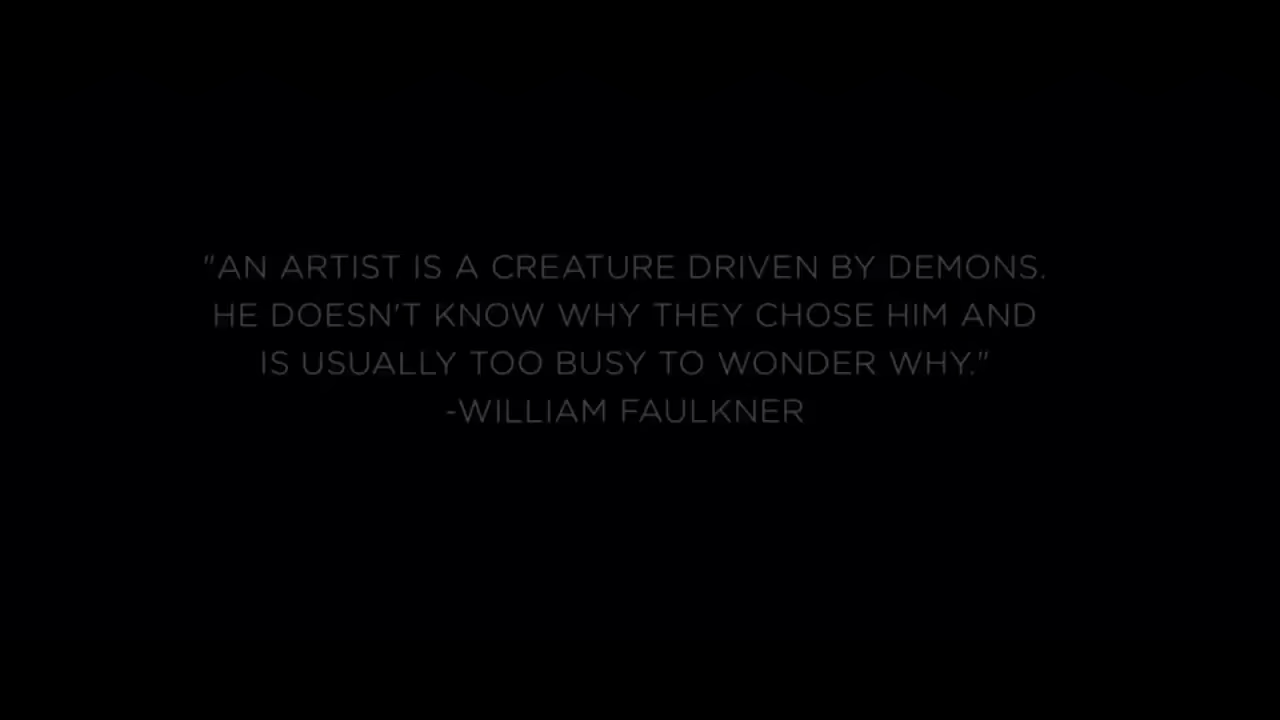 "AN ARTIST IS A CREATURE DRIVEN BY DEMONS.
HE DOESN'T KNOW WHY THEY CHOSE HIM AND
IS USUALLY TOO BUSY TO WONDER WHY."
-WILLIAM FAULKNER